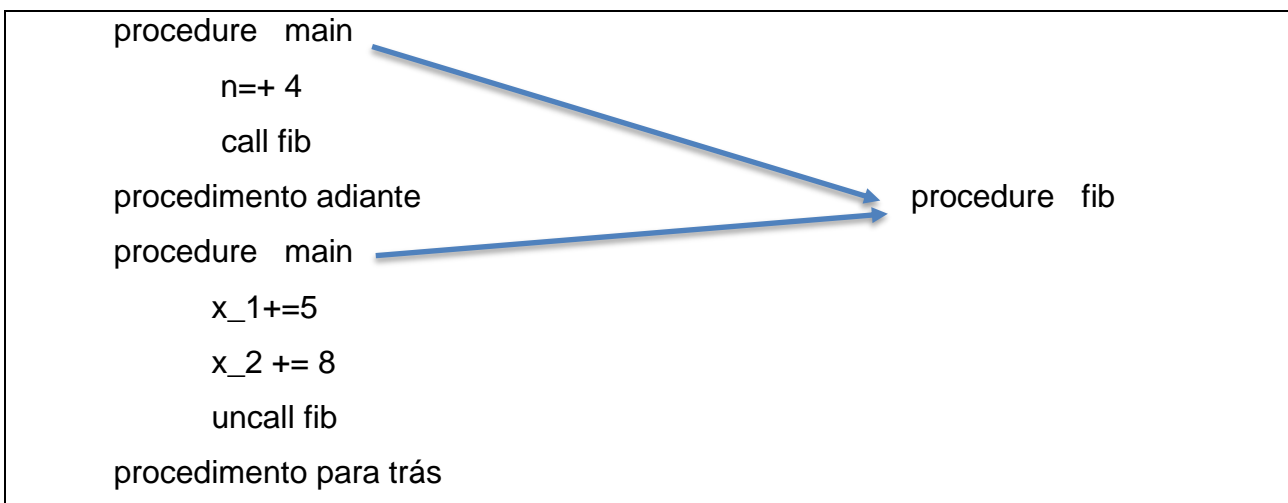 procedure main
n=+ 4
call fib
procedimento adiante
procedure fib
procedure main
x_1+=5
x_2 += 8
uncall fib
procedimento para trás